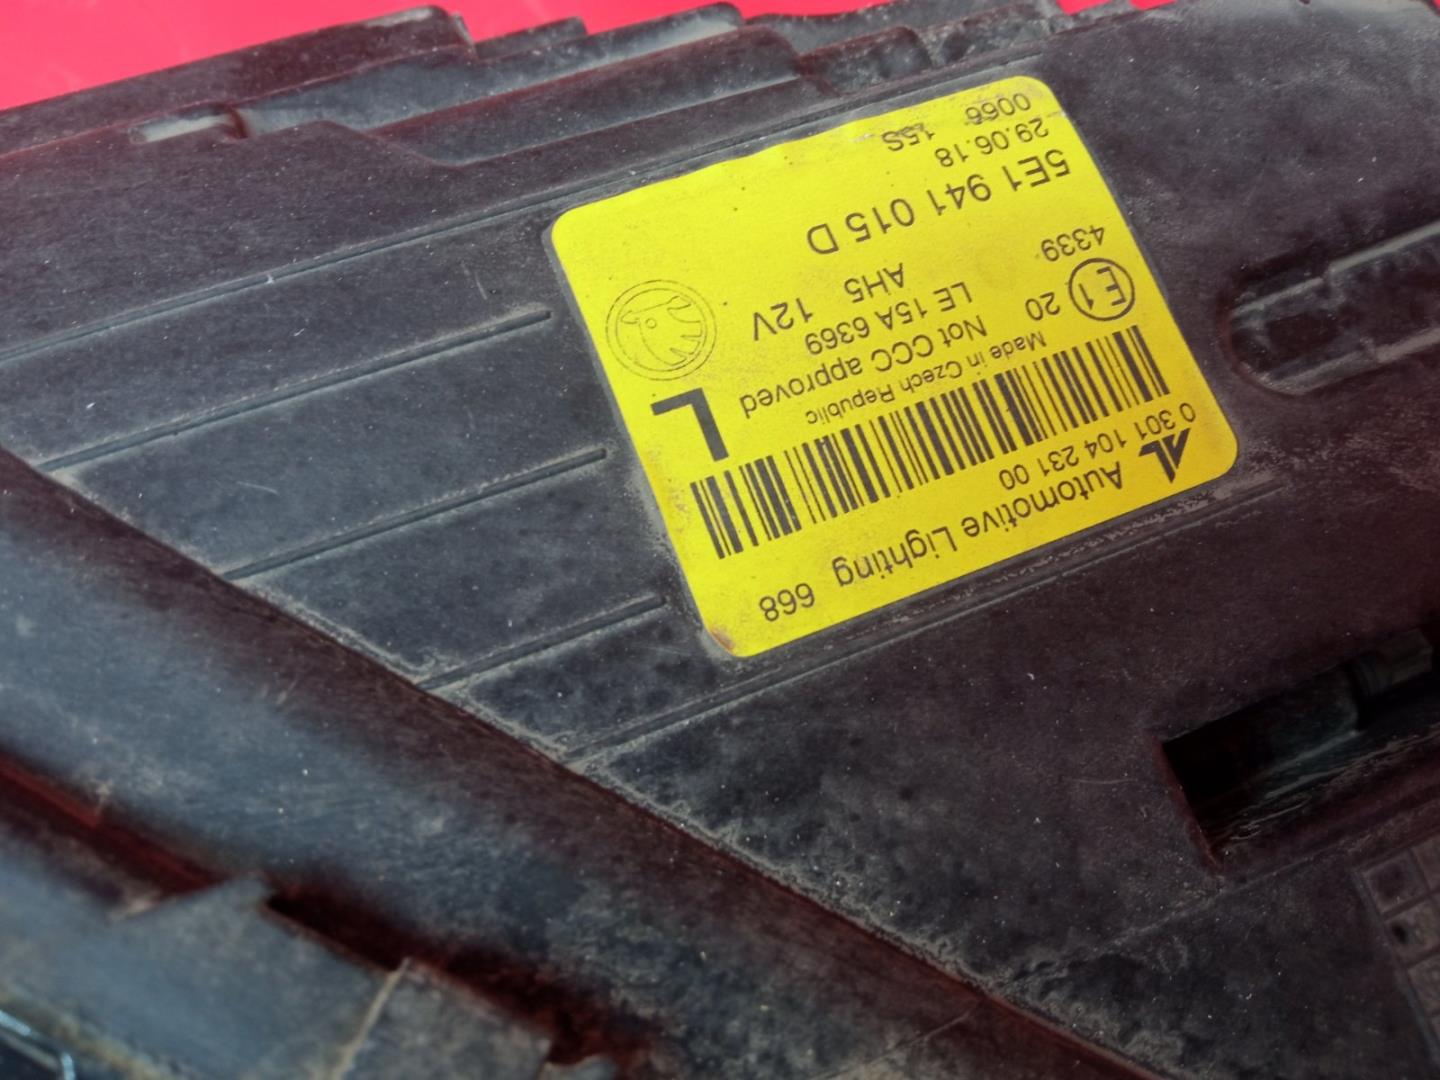 Automotive Lighting 668
0 301 104 231 00
Made in Czech Republic
Not CCC approved
L
LE 15A 6369
AH5 12V
E1 20
4339
5E1 941 015 D
29.06.18 15S
0066